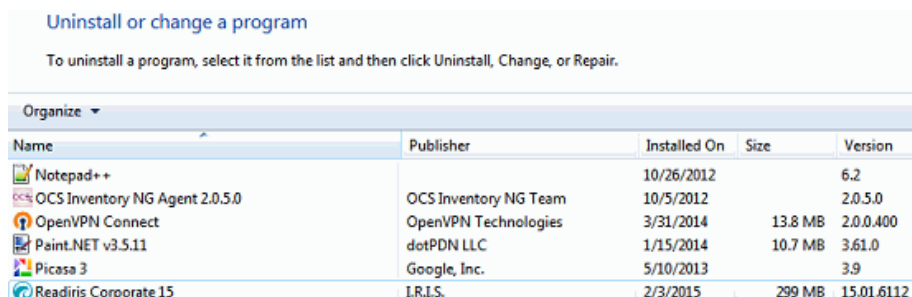 Uninstall or change a program
To uninstall a program, select it from the list and then click Uninstall, Change, or Repair.
Organize
Name Publisher Installed On Size Version
Notepad++ 10/26/2012 6.2
OCS Inventory NG Agent 2.0.5.0 OCS Inventory NG Team 10/5/2012 2.0.5.0
OpenVPN Connect OpenVPN Technologies 3/31/2014 13.8 MB 2.0.0.400
Paint.NET v3.5.11 dotPDN LLC 1/15/2014 10.7 MB 3.61.0
Picasa 3 Google, Inc. 5/10/2013 3.9
Readiris Corporate 15 I.R.I.S. 2/3/2015 299 MB 15.01.6112